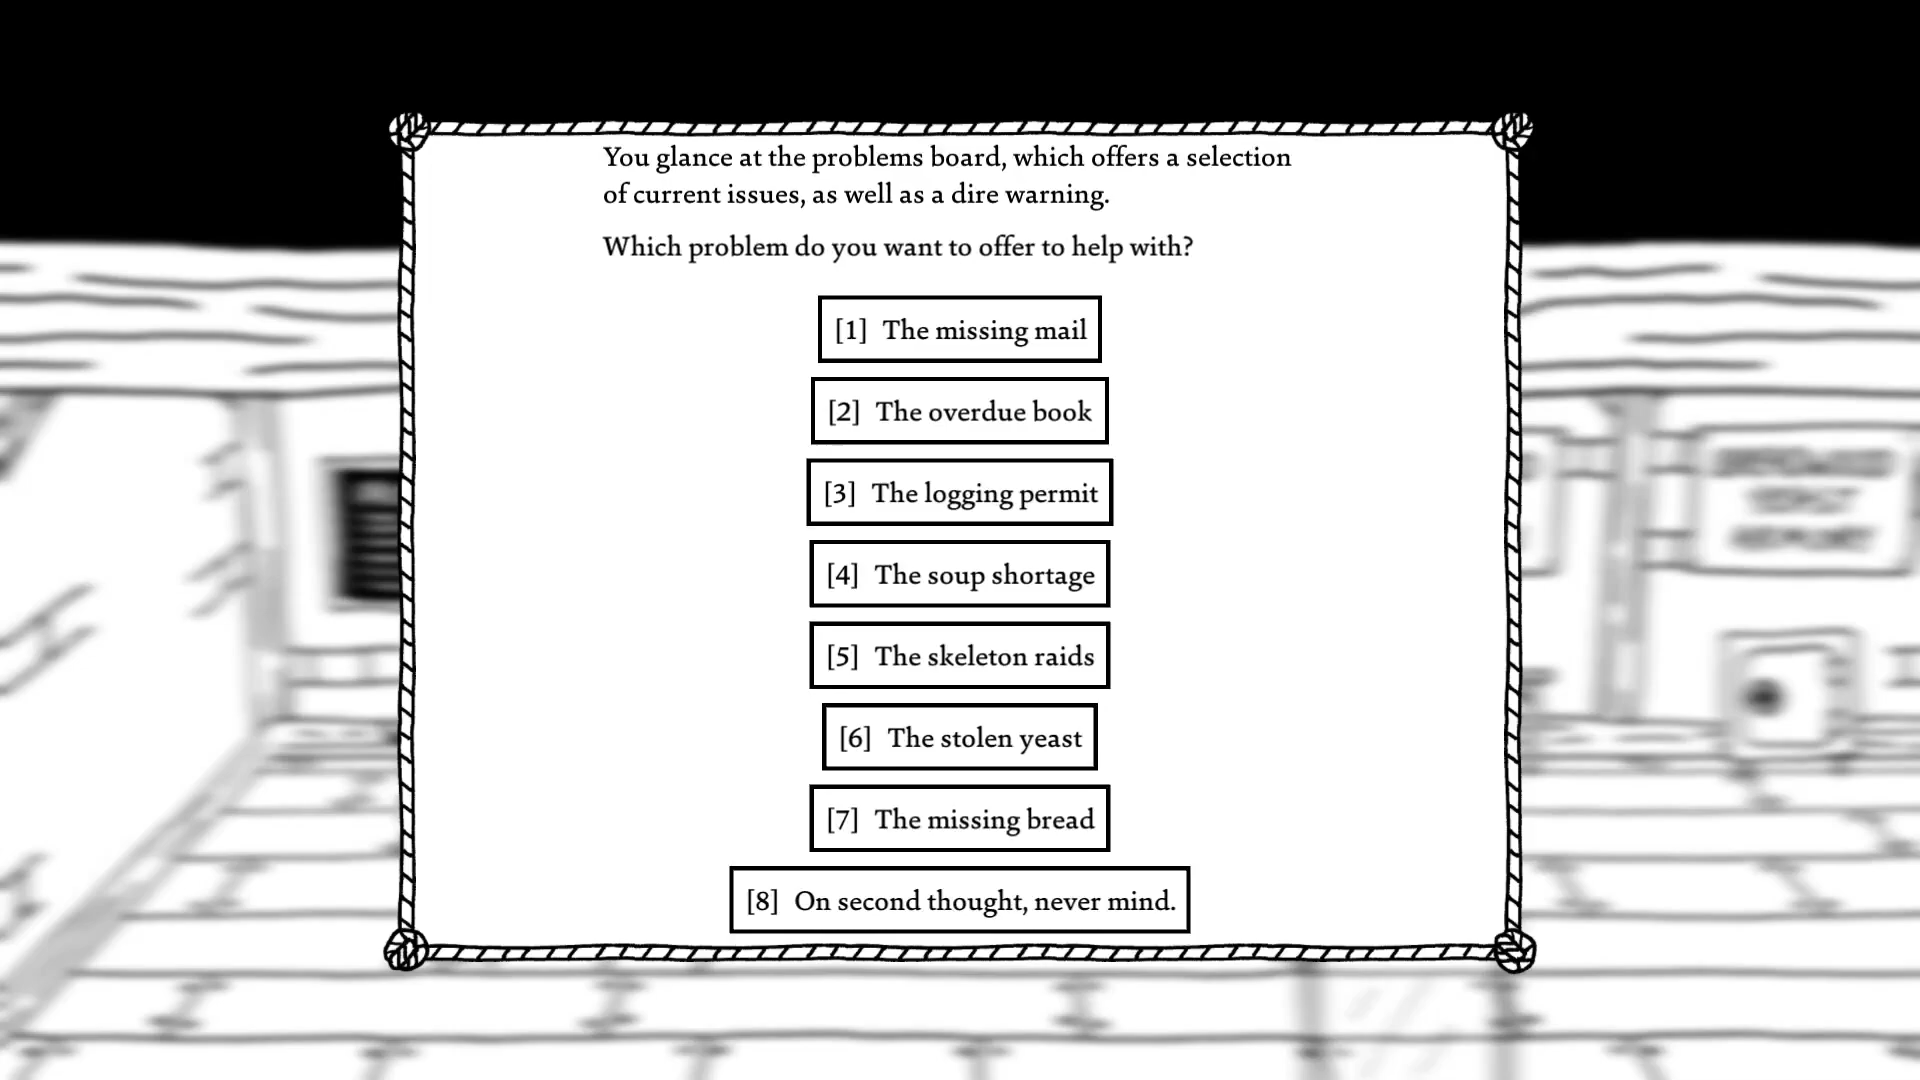 You glance at the problems board, which offers a selection
of current issues, as well as a dire warning.
Which problem do you want to offer to help with?
[1] The missing mail
[2] The overdue book
[3] The logging permit
[4] The soup shortage
[5] The skeleton raids
[6] The stolen yeast
[7] The missing bread
[8] On second thought, never mind.